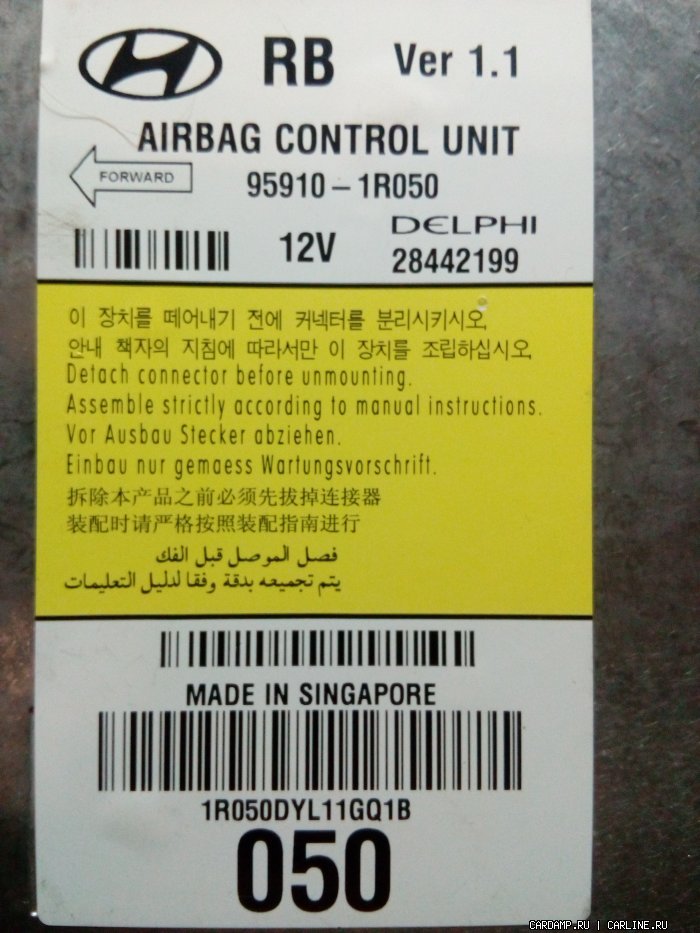 RB Ver 1.1
AIRBAG CONTROL UNIT
FORWARD
95910-1R050
12V
DELPHI
28442199
이 장치를 떼어내기 전에 커넥터를 분리시키시오.
안내 책자의 지침에 따라서만 이 장치를 조립하십시오.
Detach connector before unmounting.
Assemble strictly according to manual instructions.
Vor Ausbau Stecker abziehen.
Einbau nur gemaess Wartungsvorschrift.
拆除本产品之前必须先拔掉连接器
装配时请严格按照装配指南进行
فصل الموصل قبل الفك
يتم تجميعه بدقة وفقا لدليل التعليمات
MADE IN SINGAPORE
1R050DYL11GQ1B
050
CARDAMP.RU | CARLINE.RU